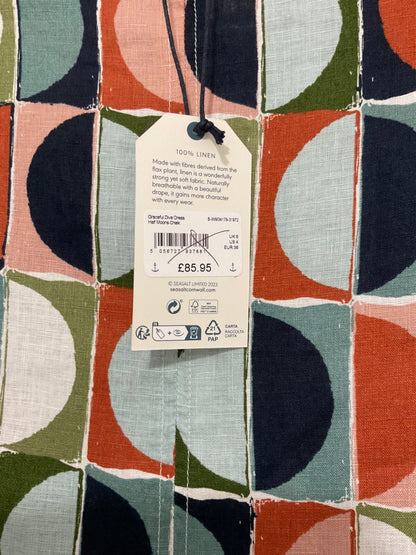 100% LINEN
Made with fibres derived from the
flax plant, linen is a wonderfully
strong yet soft fabric. Naturally
breathable with a beautiful
drape, it gains more character
with every wear.
Graceful Dive Dress
Half Moons Chalk
UK 8
US 4
EUR 36
£85.95
© SEASALT LIMITED 2023
seasaltcornwall.com
21
PAP
CARTA
RACCOLTA
CARTA